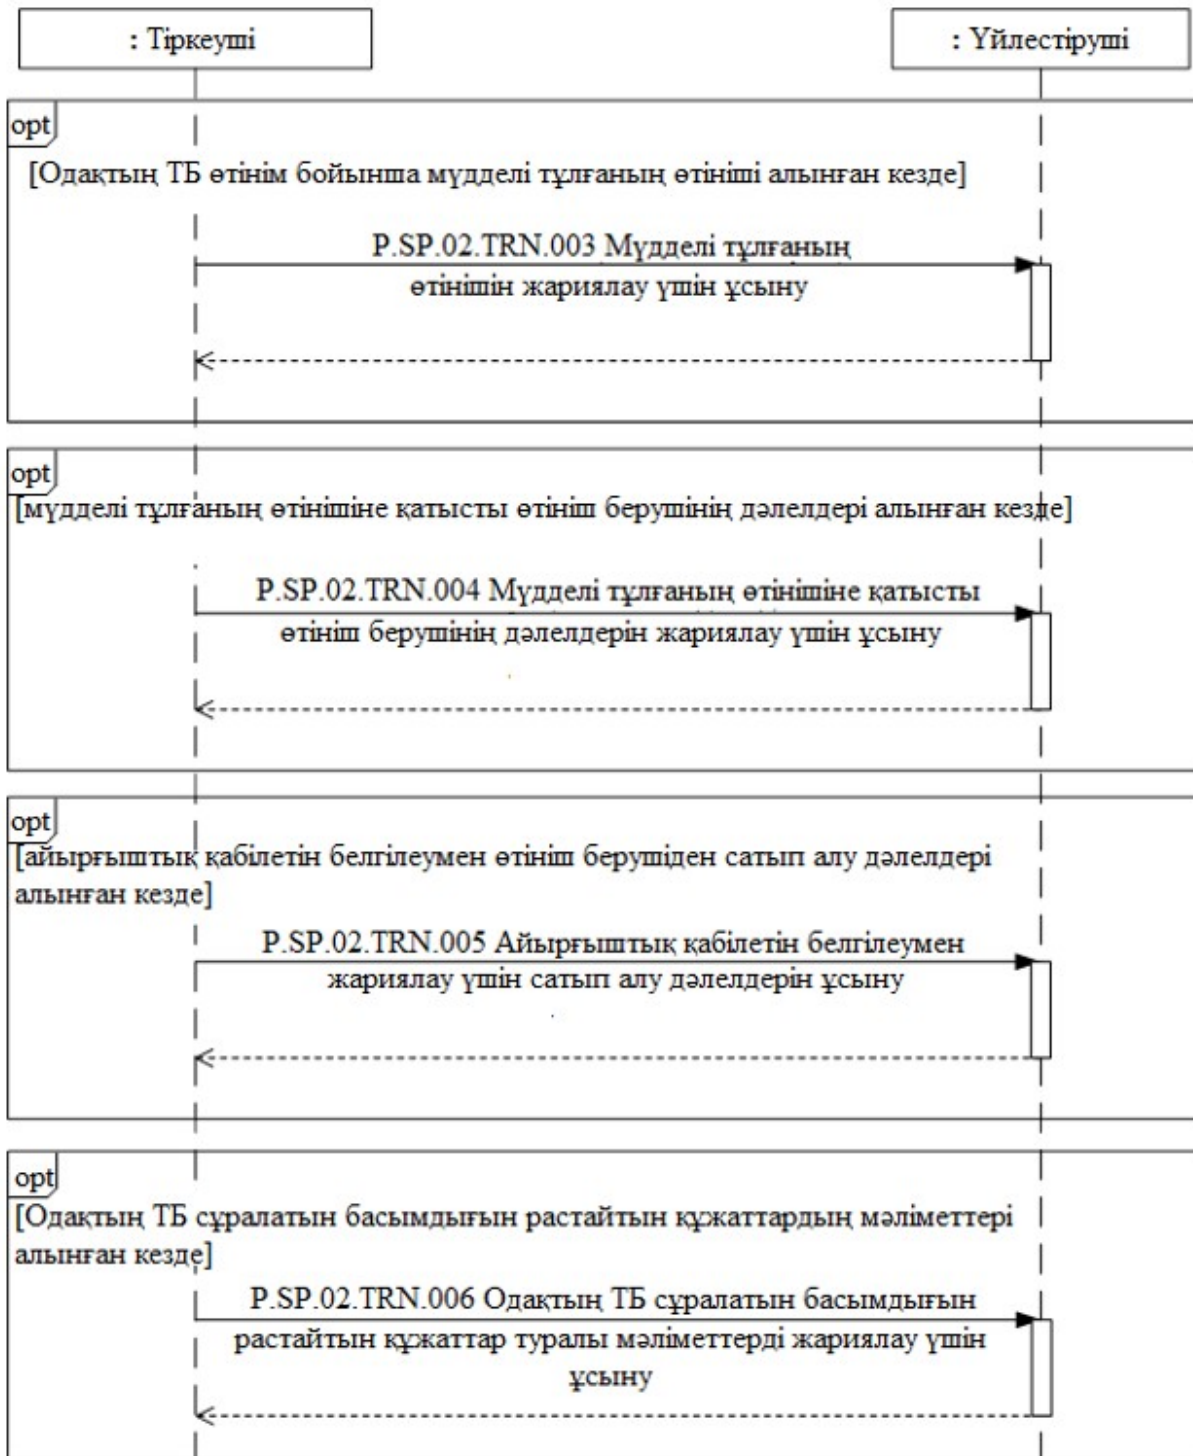 : Тіркеуші
: Үйлестіруші
opt
[Одақтың ТБ өтінім бойынша мүдделі тұлғаның өтініші алынған кезде]
P.SP.02.TRN.003 Мүдделі тұлғаның
өтінішін жариялау үшін ұсыну
opt
[мүдделі тұлғаның өтінішіне қатысты өтініш берушінің дәлелдері алынған кезде]
P.SP.02.TRN.004 Мүдделі тұлғаның өтінішіне қатысты
өтініш берушінің дәлелдерін жариялау үшін ұсыну
opt
[айырғыштық қабілетін белгілеумен өтініш берушіден сатып алу дәлелдері
алынған кезде]
P.SP.02.TRN.005 Айырғыштық қабілетін белгілеумен
жариялау үшін сатып алу дәлелдерін ұсыну
opt
[Одақтың ТБ сұралатын басымдығын растайтын құжаттардың мәліметтері
алынған кезде]
P.SP.02.TRN.006 Одақтың ТБ сұралатын басымдығын
растайтын құжаттар туралы мәліметтерді жариялау үшін
ұсыну